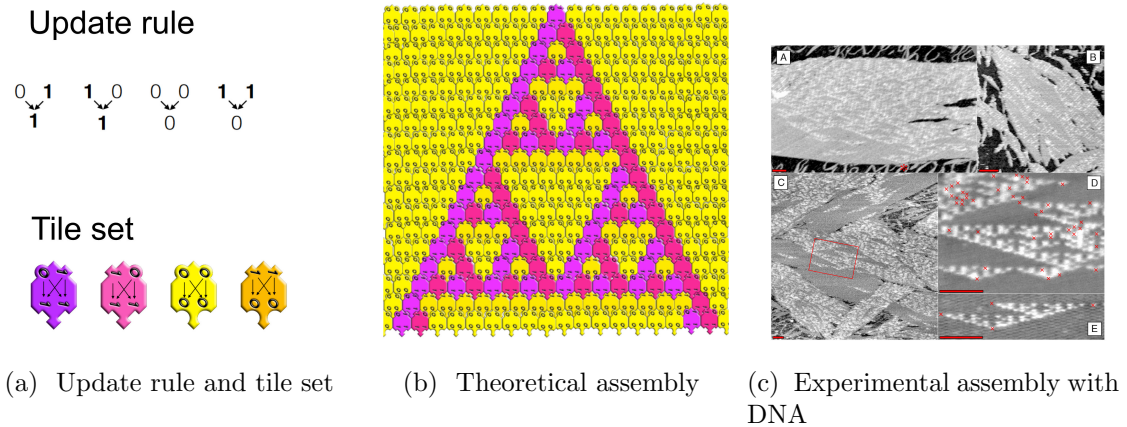 Update rule
0 1 1 0 0 0 1 1
1 1 0 0
Tile set
A
B
C
D
E
(a) Update rule and tile set
(b) Theoretical assembly
(c) Experimental assembly with
DNA